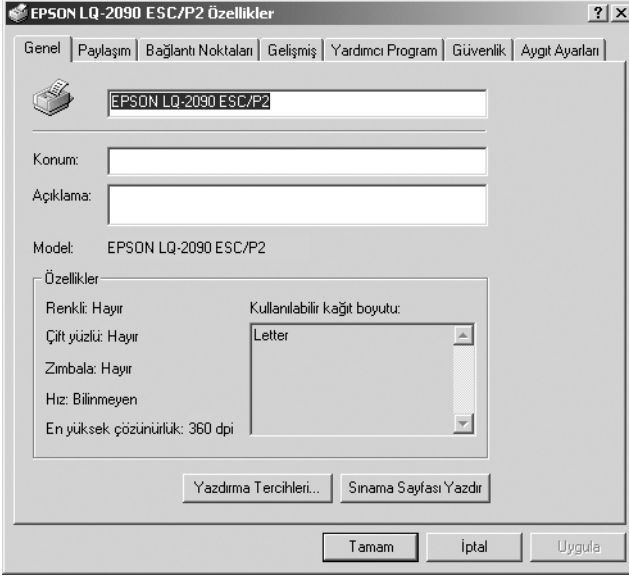 EPSON LQ-2090 ESC/P2 Özellikler
Genel Paylaşım Bağlantı Noktaları Gelişmiş Yardımcı Program Güvenlik Aygıt Ayarları
EPSON LQ-2090 ESC/P2
Konum:
Açıklama:
Model: EPSON LQ-2090 ESC/P2
Özellikler
Renkli: Hayır Kullanılabilir kağıt boyutu:
Çift yüzlü: Hayır Letter
Zımbala: Hayır
Hız: Bilinmeyen
En yüksek çözünürlük: 360 dpi
Yazdırma Tercihleri... Sınama Sayfası Yazdır
Tamam İptal Uygula